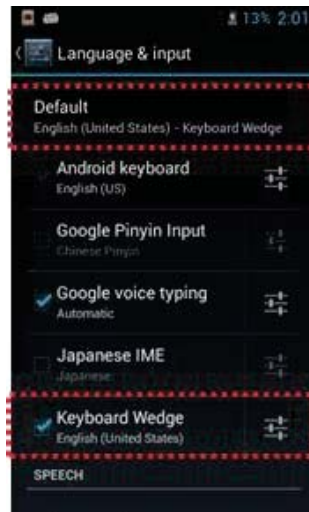 13% 2:01
Language & input
Default
English (United States) - Keyboard Wedge
Android keyboard
English (US)
Google Pinyin Input
Chinese Pinyin
Google voice typing
Automatic
Japanese IME
Japanese
Keyboard Wedge
English (United States)
SPEECH